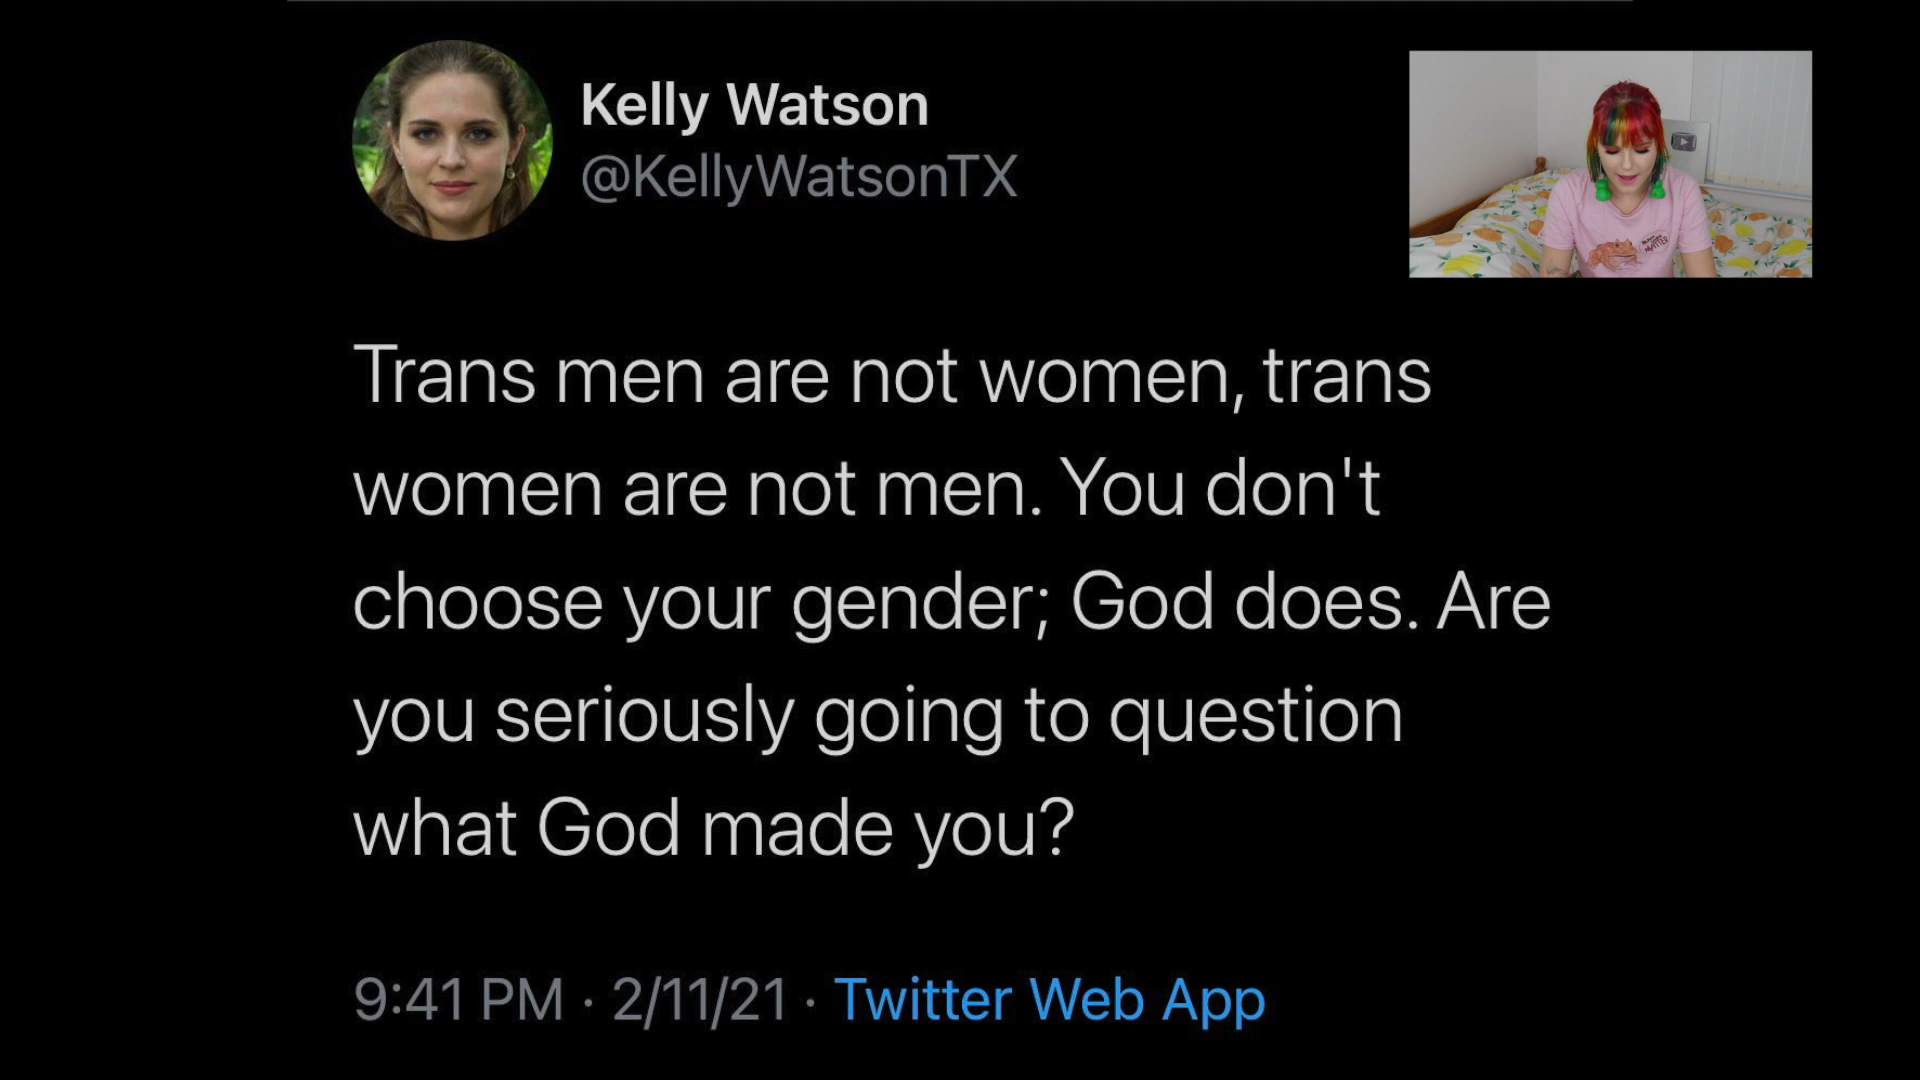 Kelly Watson
@KellyWatsonTX
Trans men are not women, trans
women are not men. You don't
choose your gender; God does. Are
you seriously going to question
what God made you?
9:41 PM · 2/11/21 · Twitter Web App